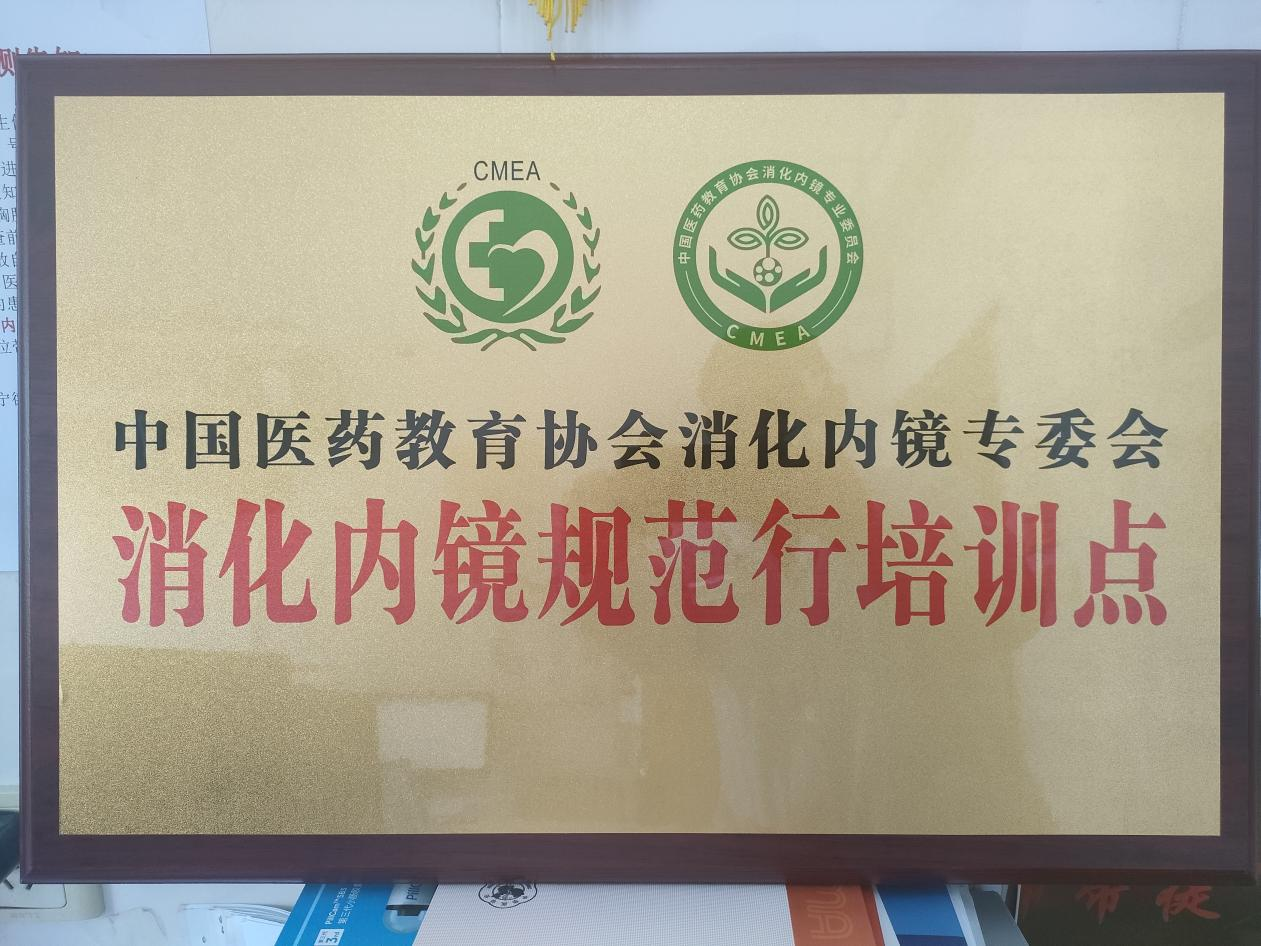 CMEA
中国医药教育协会消化内镜专业委员会
CMEA
中国医药教育协会消化内镜专委会
消化内镜规范行培训点